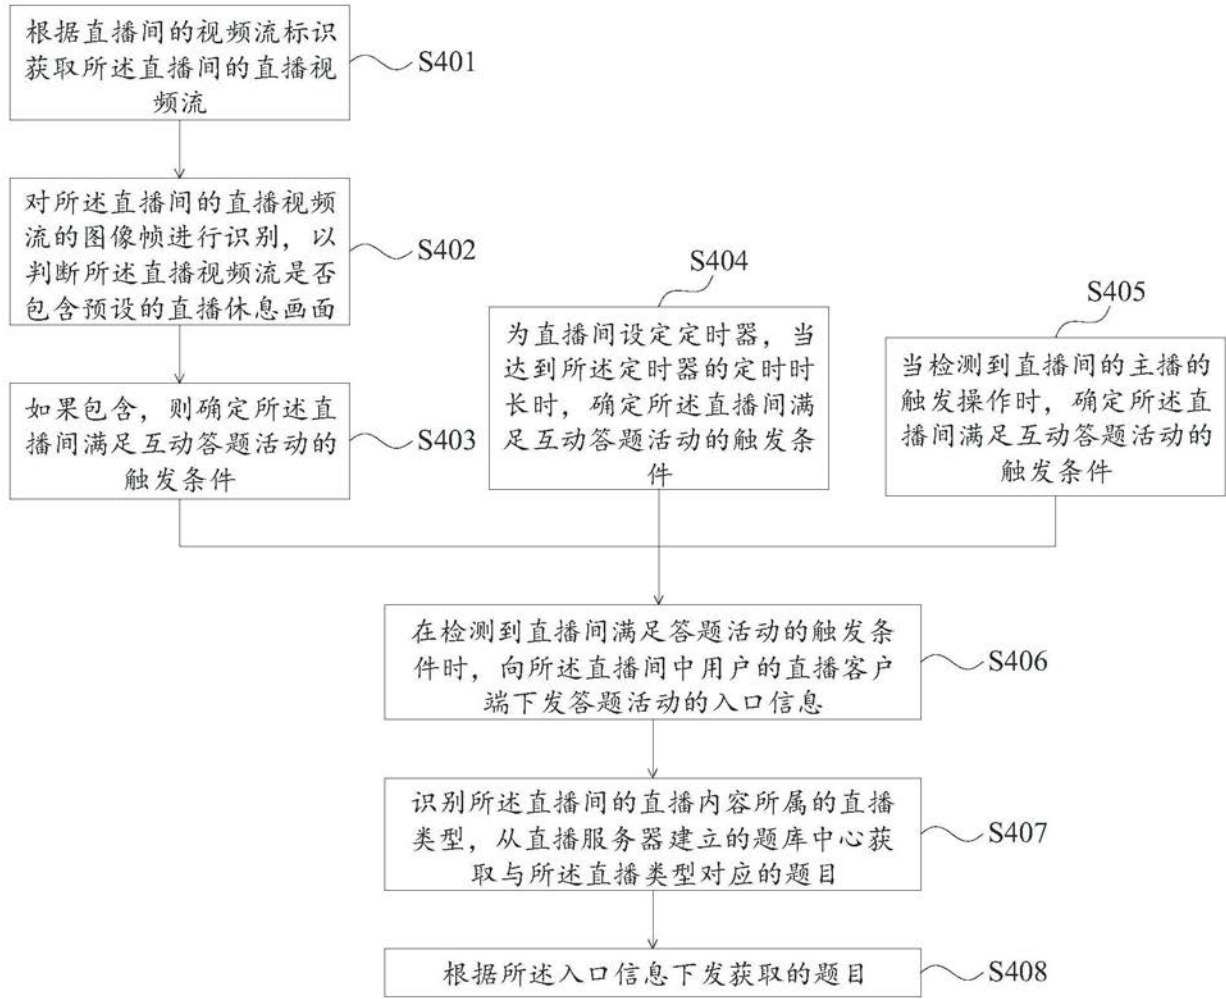 根据直播间的视频流标识
获取所述直播间的直播视
频流
S401
对所述直播间的直播视频
流的图像帧进行识别，以
判断所述直播视频流是否
包含预设的直播休息画面
S402
如果包含，则确定所述直
播间满足互动答题活动的
触发条件
S403
S404
为直播间设定定时器，当
达到所述定时器的定时时
长时，确定所述直播间满
足互动答题活动的触发条
件
S405
当检测到直播间的主播的
触发操作时，确定所述直
播间满足互动答题活动的
触发条件
在检测到直播间满足答题活动的触发条
件时，向所述直播间中用户的直播客户
端下发答题活动的入口信息
S406
识别所述直播间的直播内容所属的直播
类型，从直播服务器建立的题库中心获
取与所述直播类型对应的题目
S407
根据所述入口信息下发获取的题目
S408